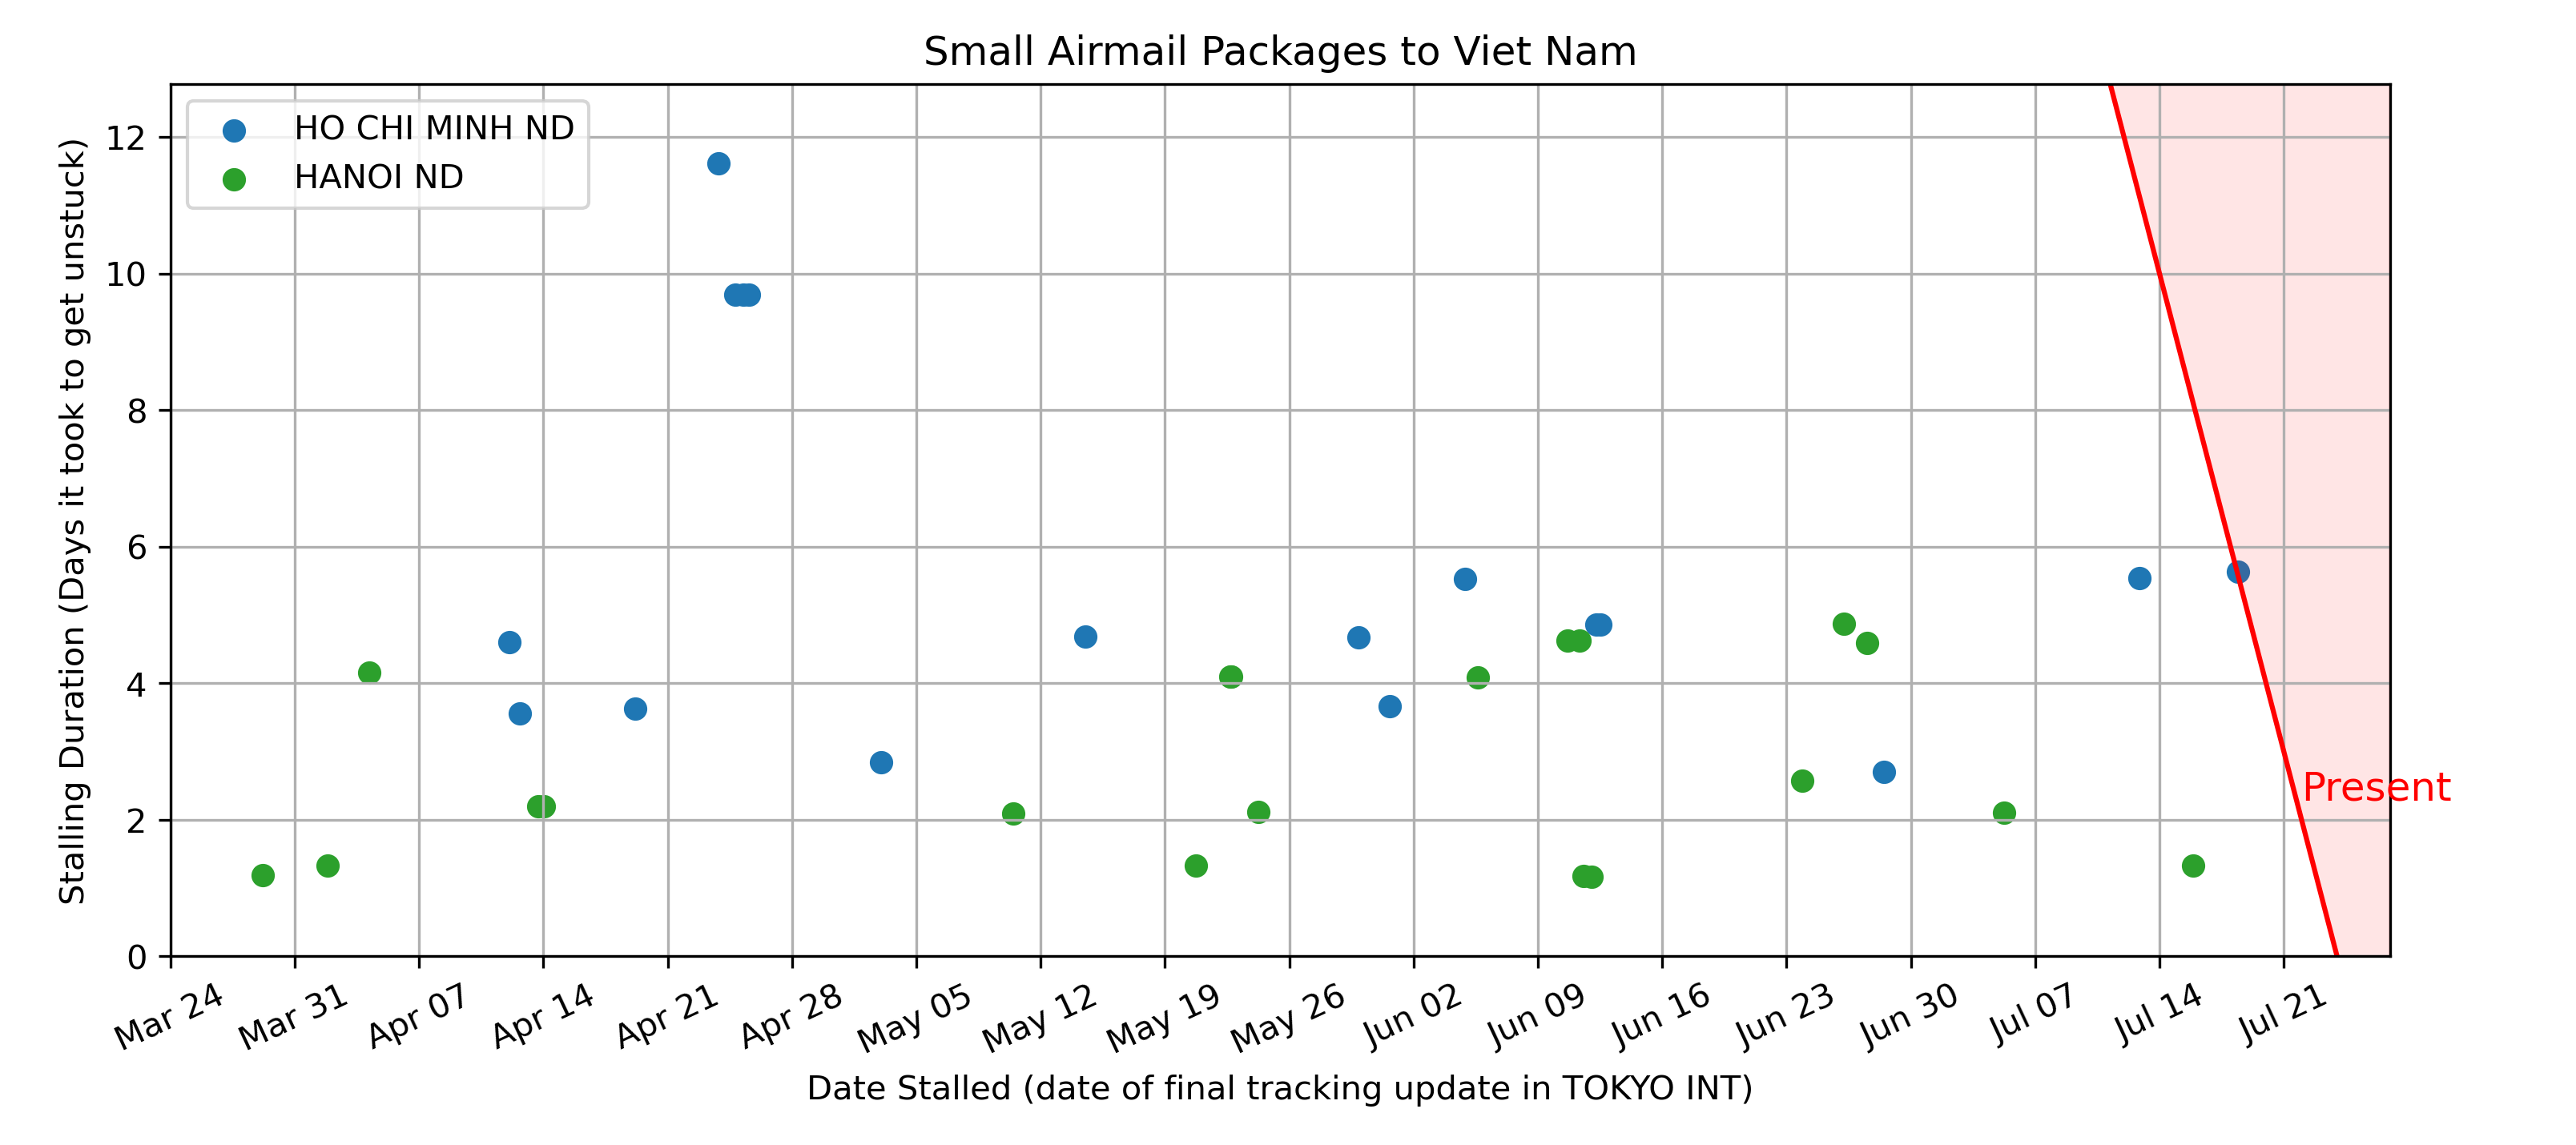 Small Airmail Packages to Viet Nam
HO CHI MINH ND
HANOI ND
Stalling Duration (Days it took to get unstuck)
12
10
8
6
4
2
0
Present
Mar 24
Mar 31
Apr 07
Apr 14
Apr 21
Apr 28
May 05
May 12
May 19
May 26
Jun 02
Jun 09
Jun 16
Jun 23
Jun 30
Jul 07
Jul 14
Jul 21
Date Stalled (date of final tracking update in TOKYO INT)